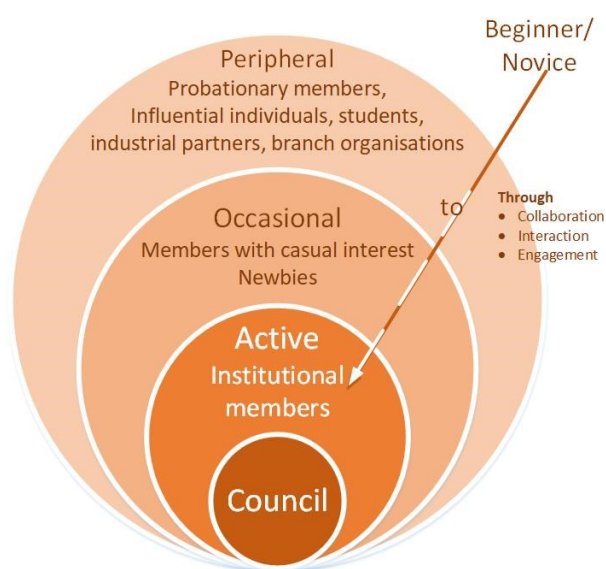 Beginner/
Novice
Peripheral
Probationary members,
Influential individuals, students,
industrial partners, branch organisations
to
Through
• Collaboration
• Interaction
• Engagement
Occasional
Members with casual interest
Newbies
Active
Institutional
members
Council